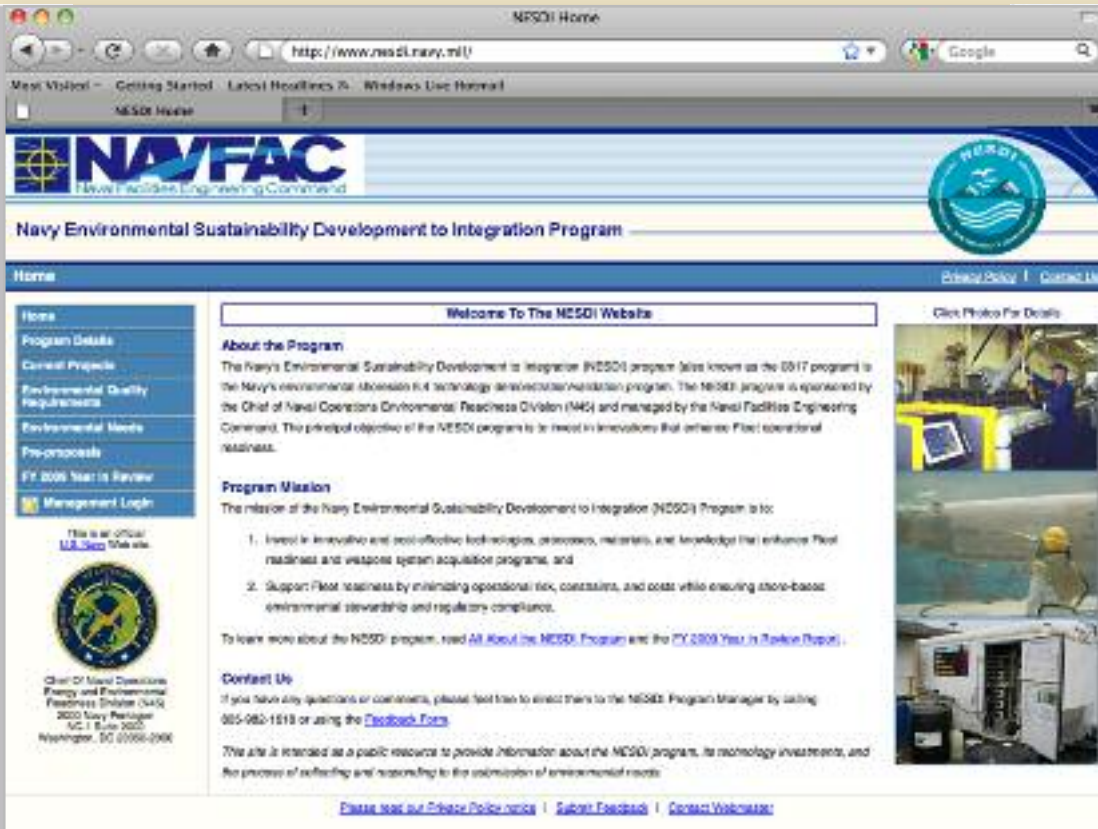 NESDI Home
http://www.nesdi.navy.mil/
Google
Most Visited
Getting Started
Latest Headlines
Windows Live Hotmail
NESDI Home
NAVFAC
Naval Facilities Engineering Command
NESDI
Navy Environmental Sustainability Development to Integration Program
Home
Privacy Policy | Contact Us
Home
Program Details
Current Projects
Environmental Quality
Requirements
Environmental Needs
Pre-proposals
FY 2009 Year in Review
Management Login
This is an official
U.S. Navy Web site.
Chief Of Naval Operations
Energy and Environmental
Readiness Division (N45)
2000 Navy Pentagon
Washington, DC 20350-2000
Welcome To The NESDI Website
About the Program
The Navy's Environmental Sustainability Development to Integration (NESDI) program (also known as the 0817 program) is
the Navy's environmental shoreside 6.4 technology demonstration/validation program. The NESDI program is sponsored by
the Chief of Naval Operations Environmental Readiness Division (N45) and managed by the Naval Facilities Engineering
Command. The principal objective of the NESDI program is to invest in innovations that enhance Fleet operational
readiness.
Program Mission
The mission of the Navy Environmental Sustainability Development to Integration (NESDI) Program is to:
1. Invest in innovative and cost-effective technologies, processes, materials, and knowledge that enhance Fleet
readiness and weapons system acquisition programs, and
2. Support Fleet readiness by minimizing operational risk, constraints, and costs while ensuring shore-based
environmental stewardship and regulatory compliance.
To learn more about the NESDI program, read All About the NESDI Program and the FY 2009 Year in Review Report.
Contact Us
If you have any questions or comments, please feel free to direct them to the NESDI Program Manager by calling
or using the Feedback Form.
This site is intended as a public resource to provide information about the NESDI program, its technology investments, and
the process of collecting and responding to the submission of environmental needs.
Click Photos For Details
Please read our Privacy Policy notice | Submit Feedback | Contact Webmaster